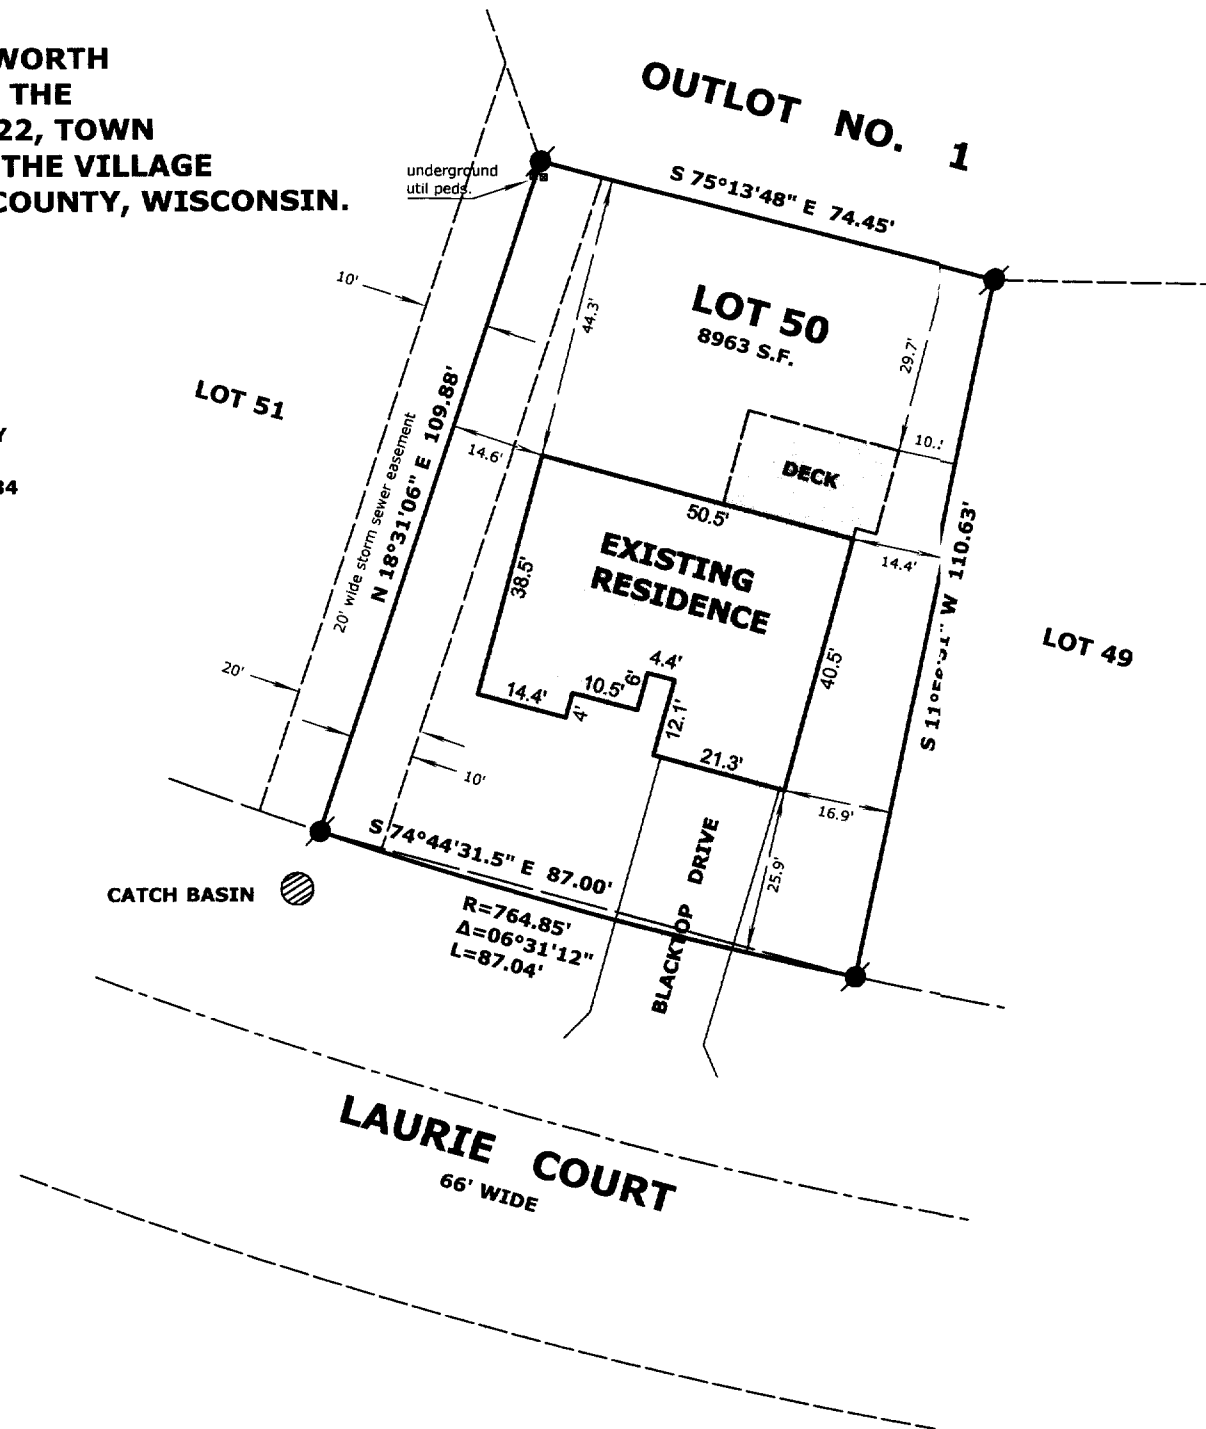 WORTH
THE
22, TOWN
THE VILLAGE
COUNTY, WISCONSIN.
OUTLOT NO. 1
underground
util peds.
S 75°13'48" E 74.45'
10'
44.3'
LOT 50
8963 S.F.
29.7'
LOT 51
Y
34
20' wide storm sewer easement
N 18°31'06" E 109.88'
14.6'
DECK
10.
50.5'
14.4'
EXISTING
RESIDENCE
38.5'
W 110.63'
LOT 49
20'
4.4'
6'
10.5'
14.4'
4'
12.1'
40.5'
21.3'
10'
16.9'
25.9'
S 74°44'31.5" E 87.00'
R=764.85'
Δ=06°31'12"
L=87.04'
BLACKTOP DRIVE
CATCH BASIN
LAURIE COURT
66' WIDE